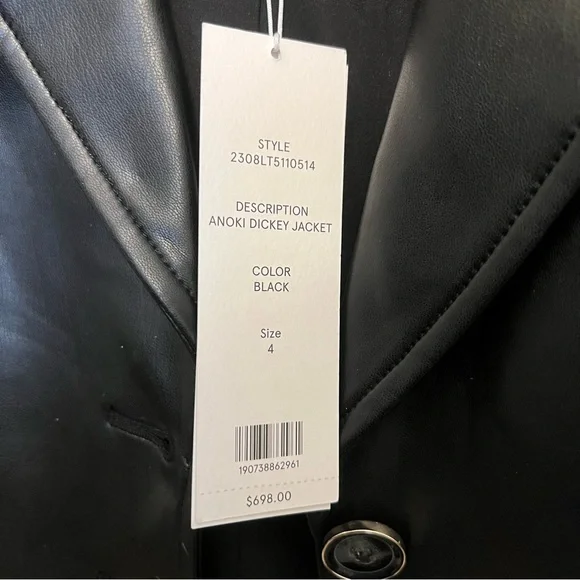 STYLE
2308LT5110514
DESCRIPTION
ANOKI DICKEY JACKET
COLOR
BLACK
Size
4
190738862961
$698.00